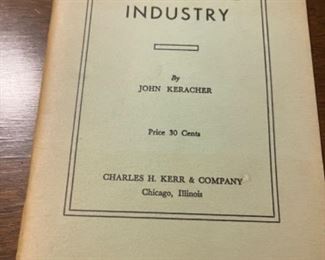 INDUSTRY
By
JOHN KERACHER
Price 30 Cents
CHARLES H. KERR & COMPANY
Chicago, Illinois